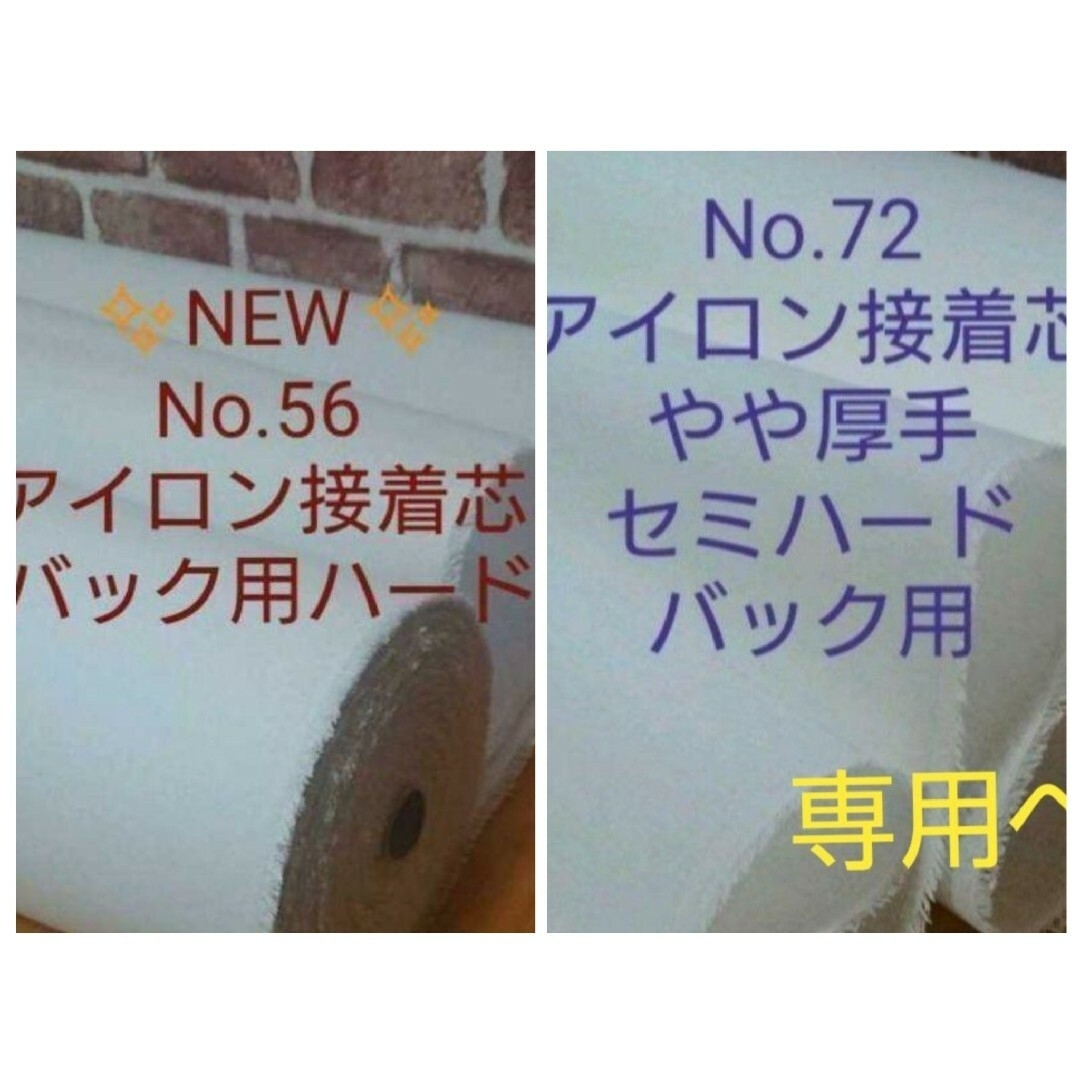 ✨NEW✨
No.56
アイロン接着芯
バック用ハード
No.72
アイロン接着芯
やや厚手
セミハード
バック用
専用ペ